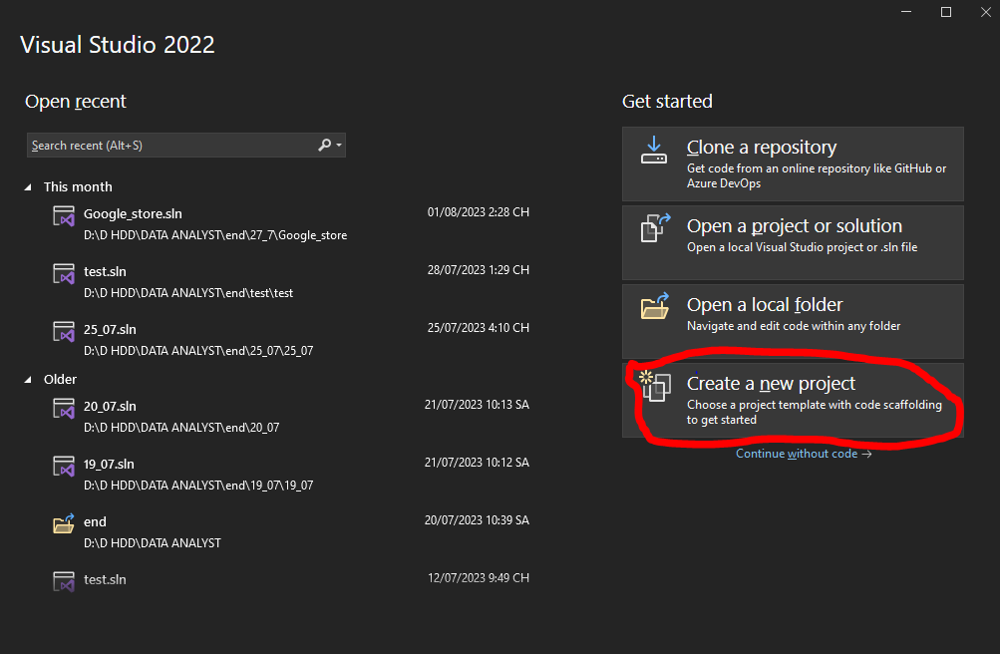 Visual Studio 2022
Open recent
Search recent (Alt+S)
This month
Google_store.sln
01/08/2023 2:28 CH
D:\D HDD\DATA ANALYST\end\27_7\Google_store
test.sln
28/07/2023 1:29 CH
D:\D HDD\DATA ANALYST\end\test\test
25_07.sln
25/07/2023 4:10 CH
D:\D HDD\DATA ANALYST\end\25_07\25_07
Older
20_07.sln
21/07/2023 10:13 SA
D:\D HDD\DATA ANALYST\end\20_07
19_07.sln
21/07/2023 10:12 SA
D:\D HDD\DATA ANALYST\end\19_07\19_07
end
20/07/2023 10:39 SA
D:\D HDD\DATA ANALYST
test.sln
12/07/2023 9:49 CH
Get started
Clone a repository
Get code from an online repository like GitHub or
Azure DevOps
Open a project or solution
Open a local Visual Studio project or .sln file
Open a local folder
Navigate and edit code within any folder
Create a new project
Choose a project template with code scaffolding
to get started
Continue without code →